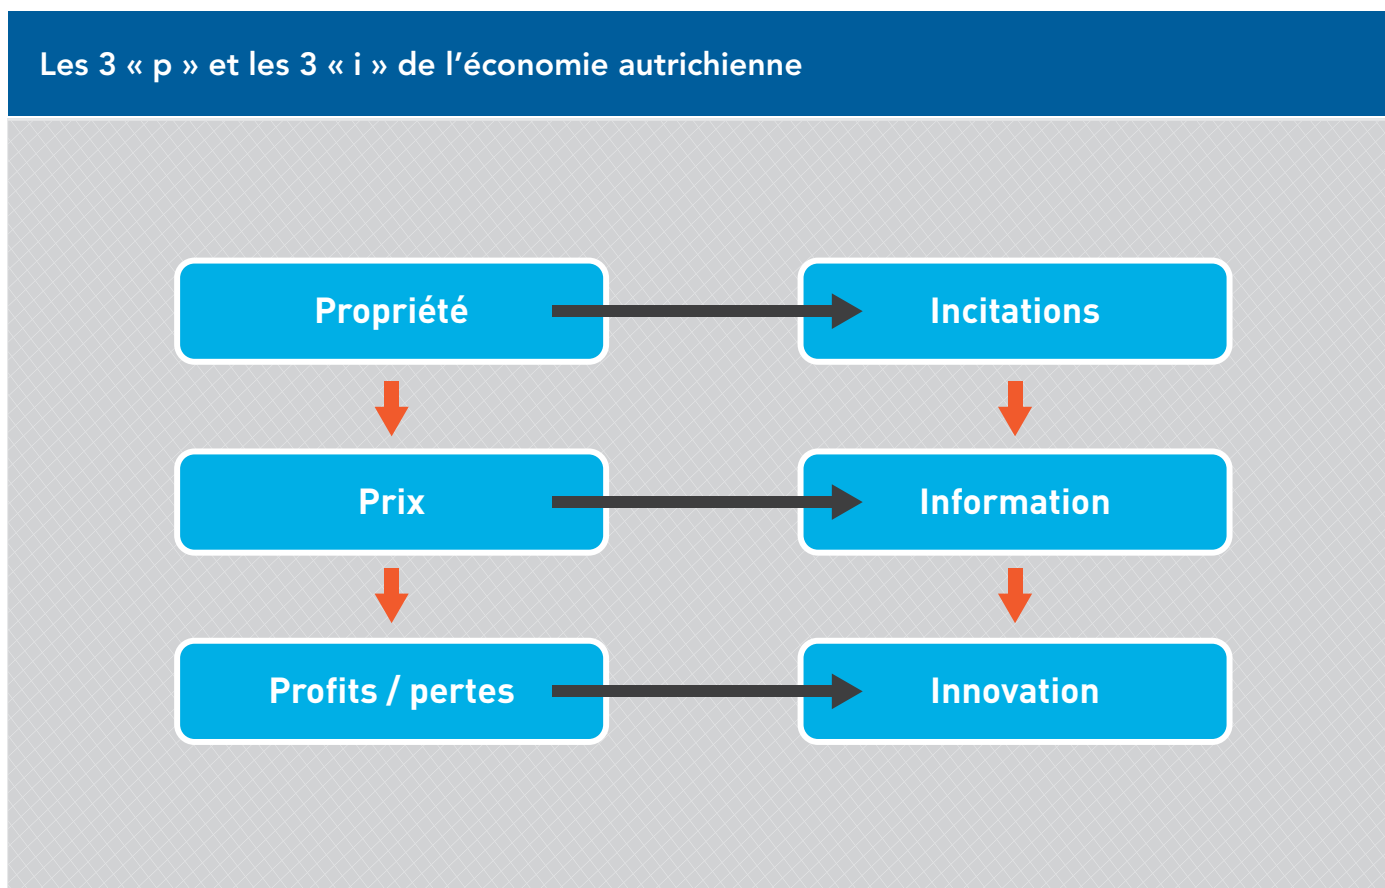 Les 3 « p » et les 3 « i » de l’économie autrichienne
Propriété
Incitations
Prix
Information
Profits / pertes
Innovation